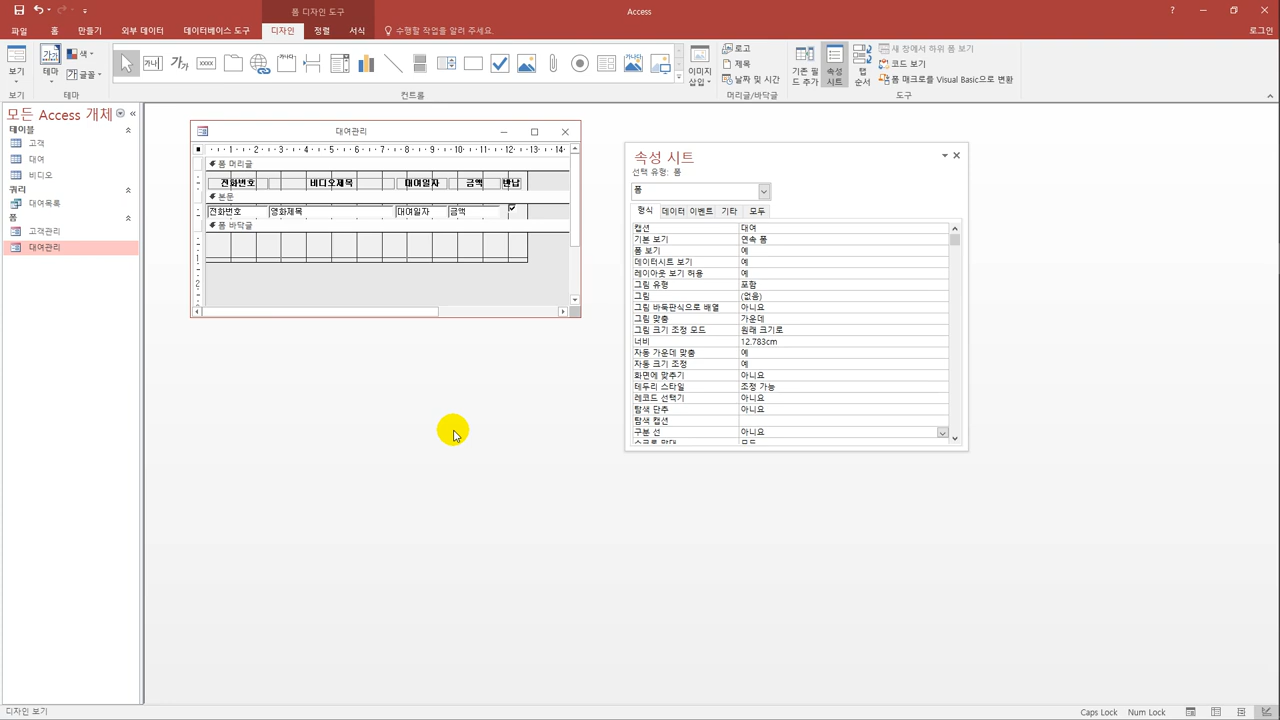 폼 디자인 도구
Access
?
파일 홈 만들기 외부 데이터 데이터베이스 도구 디자인 정렬 서식 수행할 작업을 알려 주세요.
로그인
보기
테마
색
글꼴
이미지 삽입
로고
제목
날짜 및 시간
기존 필드 추가
속성 시트
탭 순서
새 창에서 하위 폼 보기
코드 보기
폼 매크로를 Visual Basic으로 변환
보기 테마 컨트롤 머리글/바닥글 도구
모든 Access 개체
테이블
고객
대여
비디오
쿼리
대여목록
폼
고객관리
대여관리
대여관리
1 2 3 4 5 6 7 8 9 10 11 12 13 14
폼 머리글
전화번호 비디오제목 대여일자 금액 반납
본문
전화번호 영화제목 대여일자 금액
폼 바닥글
1
2
속성 시트
선택 유형: 폼
폼
형식 데이터 이벤트 기타 모두
캡션 대여
기본 보기 연속 폼
폼 보기 예
데이터시트 보기 예
레이아웃 보기 허용 예
그림 유형 포함
그림 (없음)
그림 바둑판식으로 배열 아니요
그림 맞춤 가운데
그림 크기 조정 모드 원래 크기로
너비 12.783cm
자동 가운데 맞춤 예
자동 크기 조정 예
화면에 맞추기 아니요
테두리 스타일 조정 가능
레코드 선택기 아니요
탐색 단추 아니요
탐색 캡션
구분 선 아니요
디자인 보기
Caps Lock Num Lock